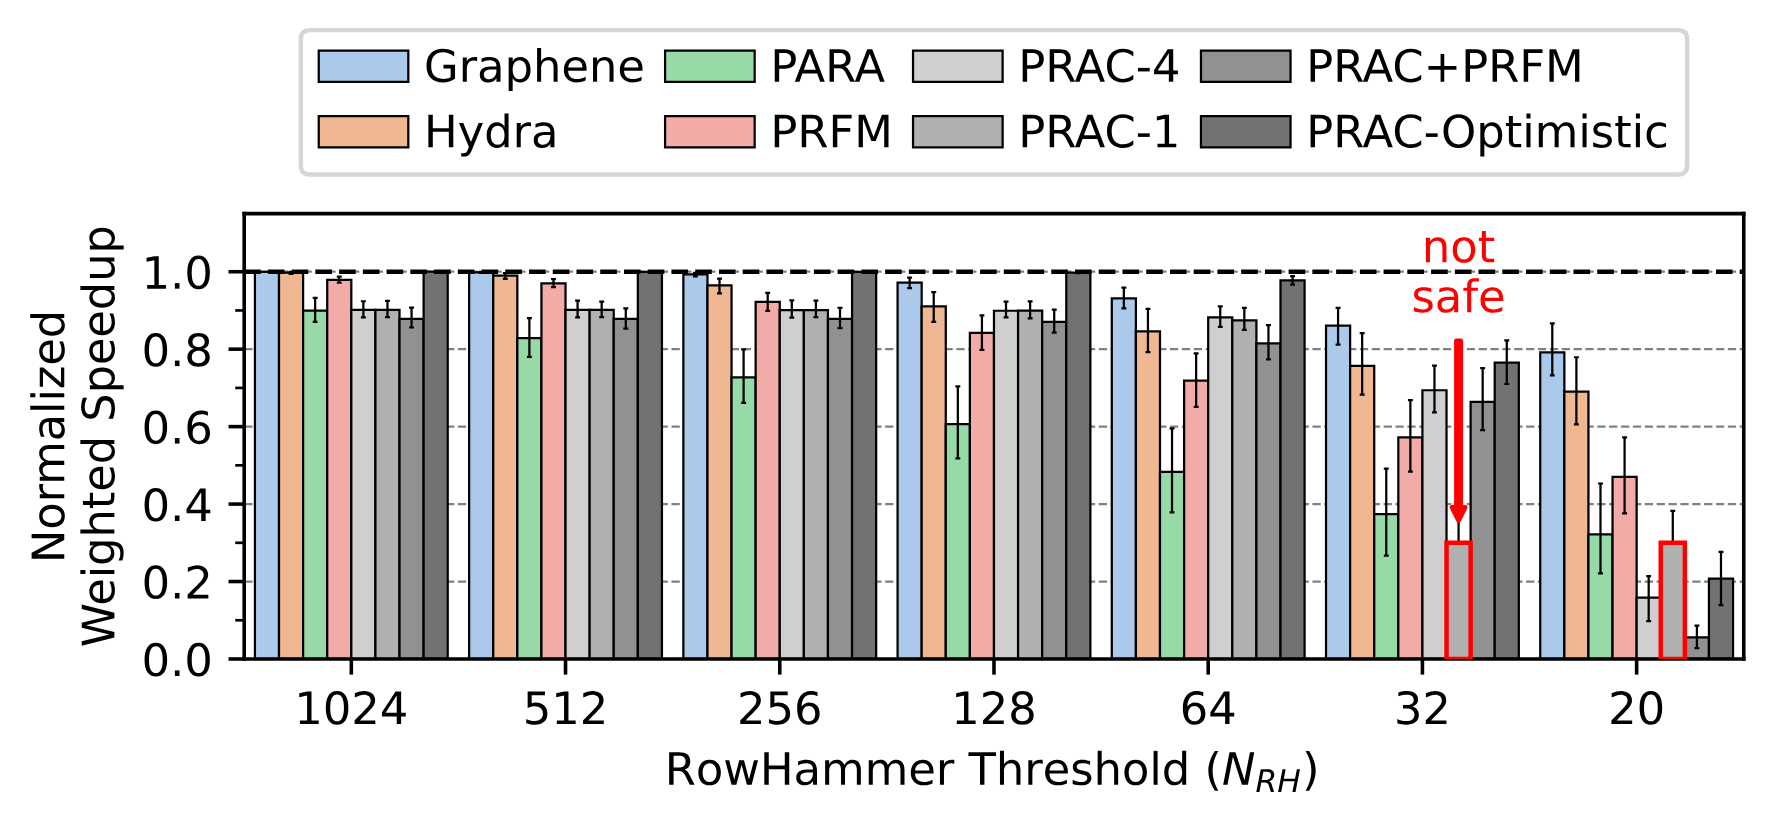 Graphene PARA PRAC-4 PRAC+PRFM
Hydra PRFM PRAC-1 PRAC-Optimistic
Normalized
Weighted Speedup
1.0
0.8
0.6
0.4
0.2
0.0
not
safe
1024 512 256 128 64 32 20
RowHammer Threshold (N_{RH})